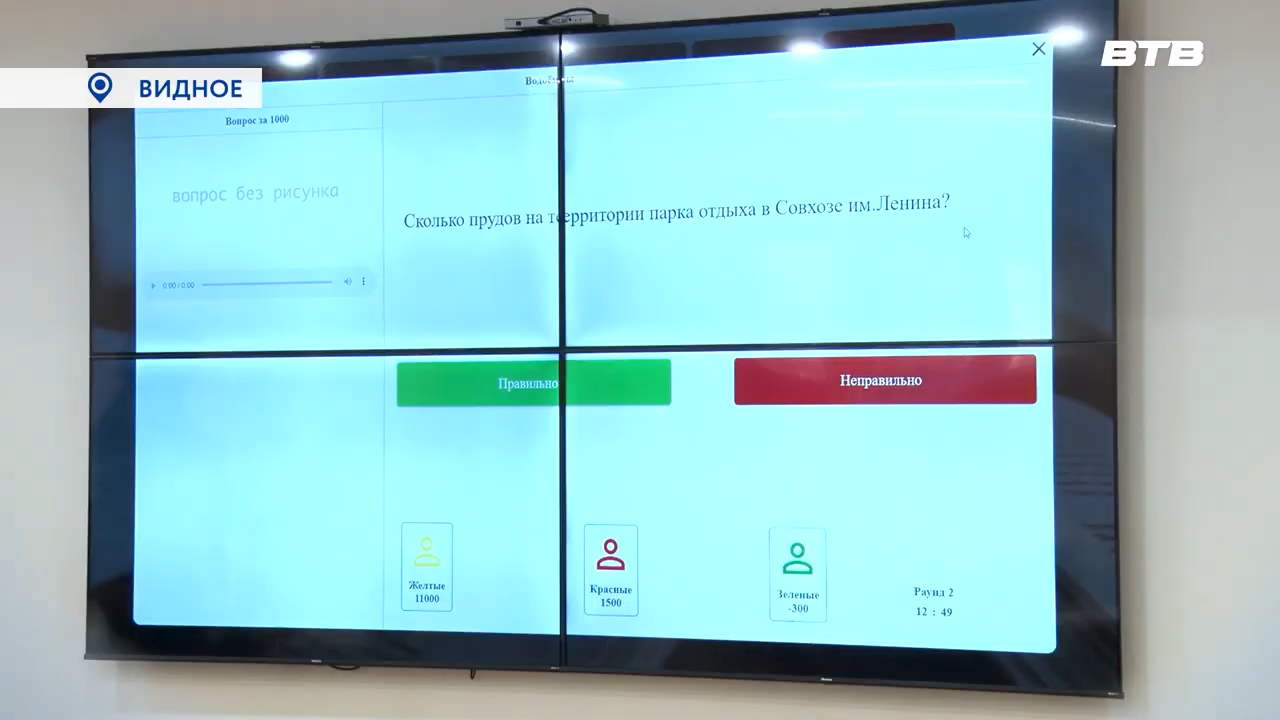 ВИДНОЕ
ВТВ
Водоёмы
Вопрос за 1000
вопрос без рисунка
0:00 / 0:00
Сколько прудов на территории парка отдыха в Совхозе им.Ленина?
Правильно
Неправильно
Желтые
11000
Красные
1500
Зеленые
-300
Раунд 2
12 : 49